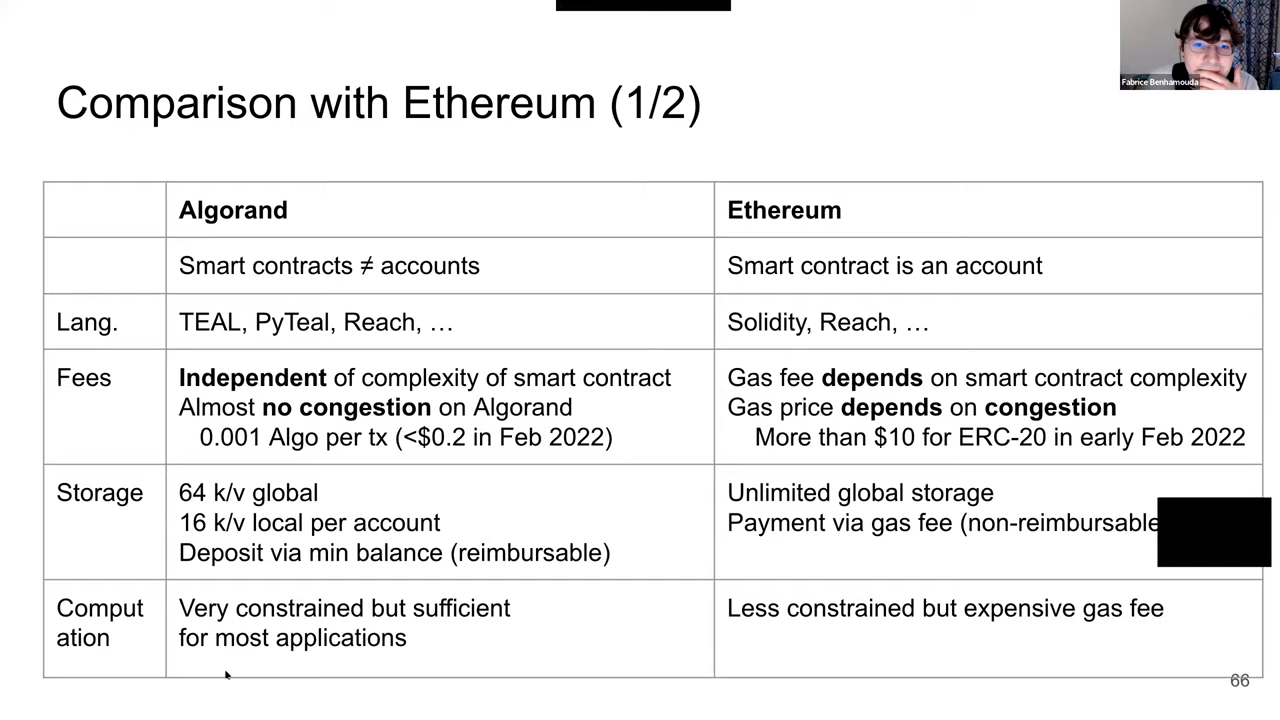 Fabrice Benhamouda
Comparison with Ethereum (1/2)
Algorand
Ethereum
Smart contracts ≠ accounts
Smart contract is an account
Lang.
TEAL, PyTeal, Reach, …
Solidity, Reach, …
Fees
Independent of complexity of smart contract
Almost no congestion on Algorand
0.001 Algo per tx (<$0.2 in Feb 2022)
Gas fee depends on smart contract complexity
Gas price depends on congestion
More than $10 for ERC-20 in early Feb 2022
Storage
64 k/v global
16 k/v local per account
Deposit via min balance (reimbursable)
Unlimited global storage
Payment via gas fee (non-reimbursable
Comput
ation
Very constrained but sufficient
for most applications
Less constrained but expensive gas fee
66